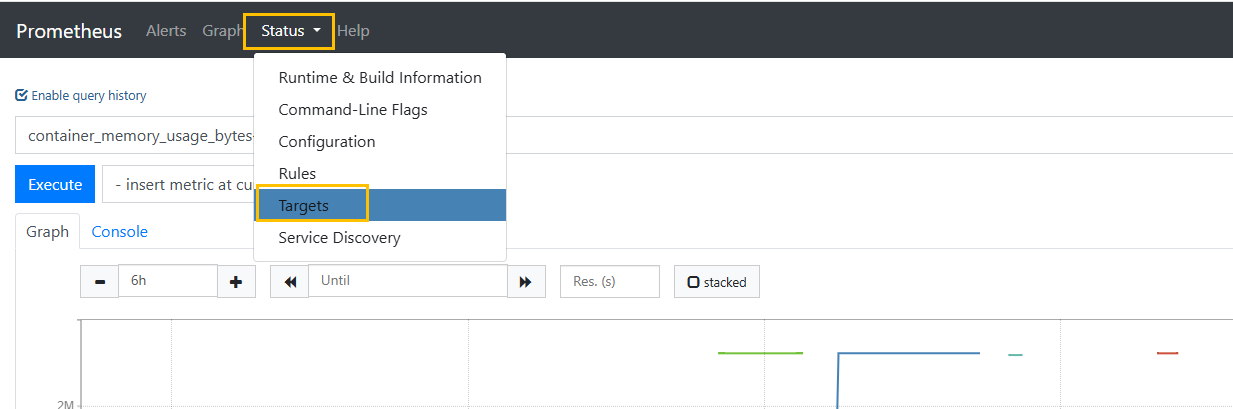 Prometheus Alerts Graph Status Help
Runtime & Build Information
Enable query history
Command-Line Flags
container_memory_usage_bytes
Configuration
Rules
Execute - insert metric at cu
Targets
Graph Console
Service Discovery
6h Until Res. (s) stacked
2M